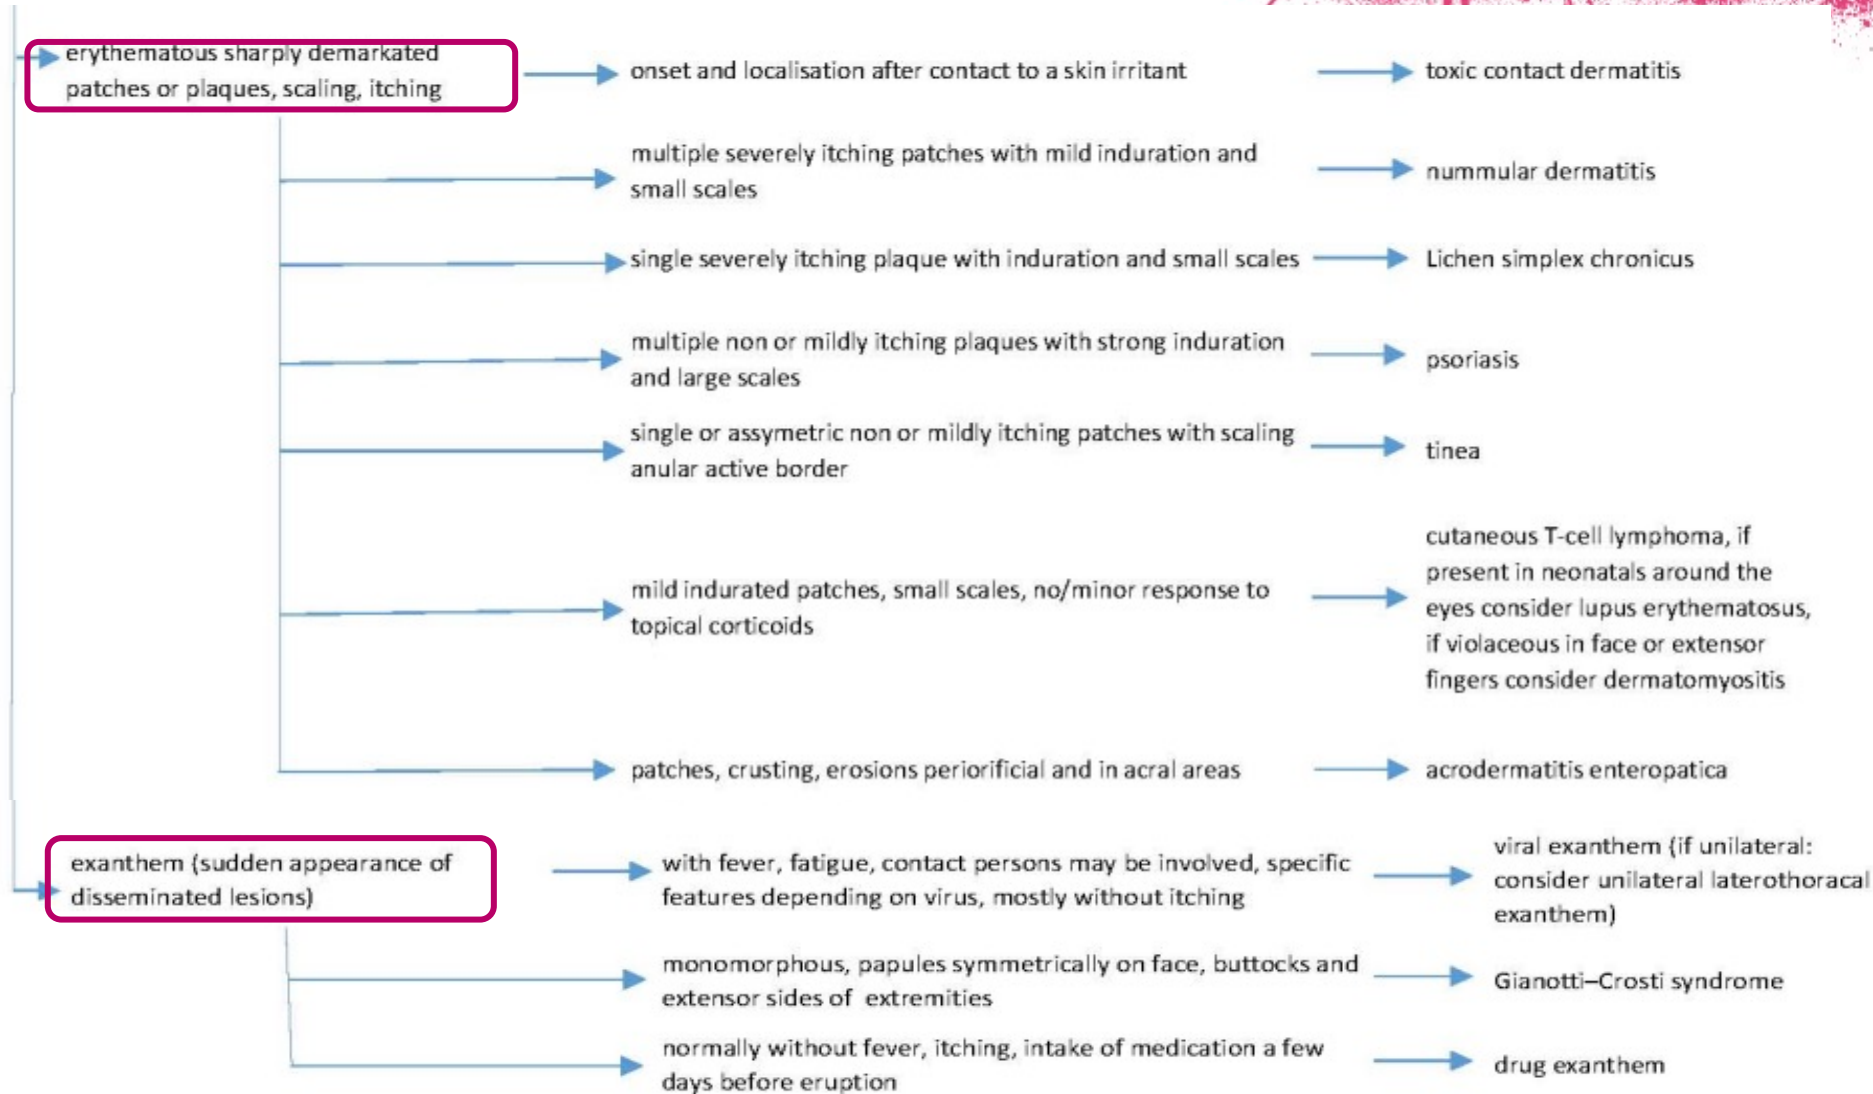 erythematous sharply demarkated
patches or plaques, scaling, itching
onset and localisation after contact to a skin irritant
toxic contact dermatitis
multiple severely itching patches with mild induration and
small scales
nummular dermatitis
single severely itching plaque with induration and small scales
Lichen simplex chronicus
multiple non or mildly itching plaques with strong induration
and large scales
psoriasis
single or assymetric non or mildly itching patches with scaling
anular active border
tinea
mild indurated patches, small scales, no/minor response to
topical corticoids
cutaneous T-cell lymphoma, if
present in neonatals around the
eyes consider lupus erythematosus,
if violaceous in face or extensor
fingers consider dermatomyositis
patches, crusting, erosions periorificial and in acral areas
acrodermatitis enteropatica
exanthem (sudden appearance of
disseminated lesions)
with fever, fatigue, contact persons may be involved, specific
features depending on virus, mostly without itching
viral exanthem (if unilateral:
consider unilateral laterothoracal
exanthem)
monomorphous, papules symmetrically on face, buttocks and
extensor sides of extremities
Gianotti–Crosti syndrome
normally without fever, itching, intake of medication a few
days before eruption
drug exanthem